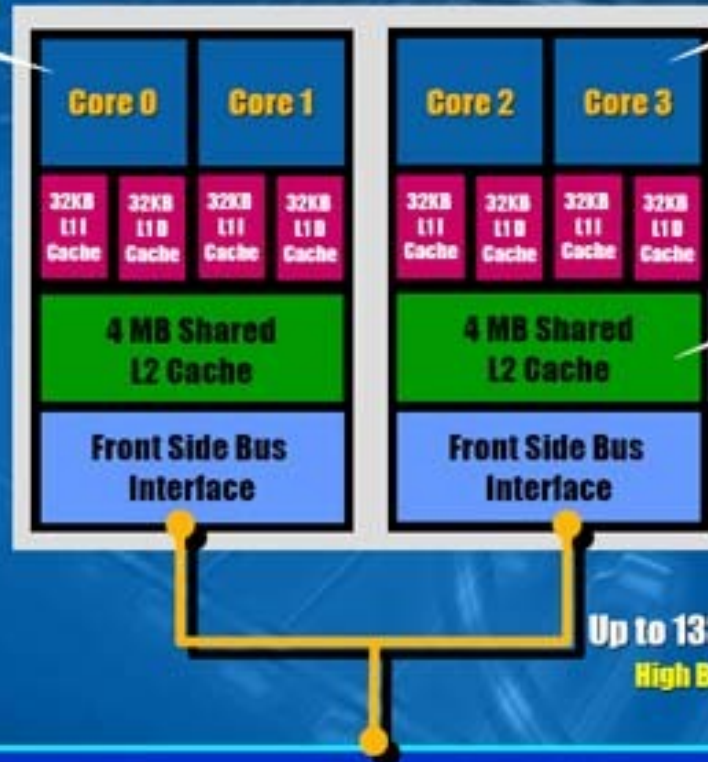 Core 0
Core 1
Core 2
Core 3
32KB
L1 I
Cache
32KB
L1 D
Cache
32KB
L1 I
Cache
32KB
L1 D
Cache
32KB
L1 I
Cache
32KB
L1 D
Cache
32KB
L1 I
Cache
32KB
L1 D
Cache
4 MB Shared
L2 Cache
4 MB Shared
L2 Cache
Front Side Bus
Interface
Front Side Bus
Interface
Up to 13
High B